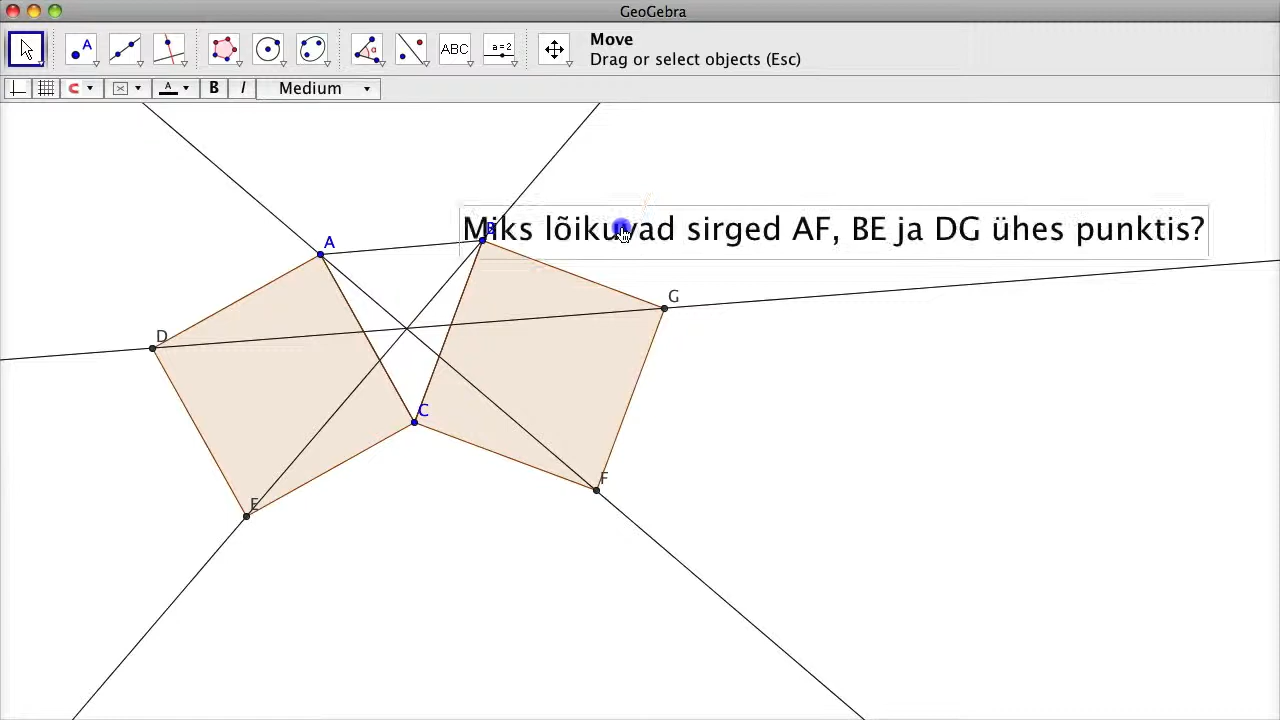 GeoGebra
Move
Drag or select objects (Esc)
A
α
ABC
a=2
A
B
I
Medium
Miks lõikuvad sirged AF, BE ja DG ühes punktis?
A
B
G
D
C
F
E